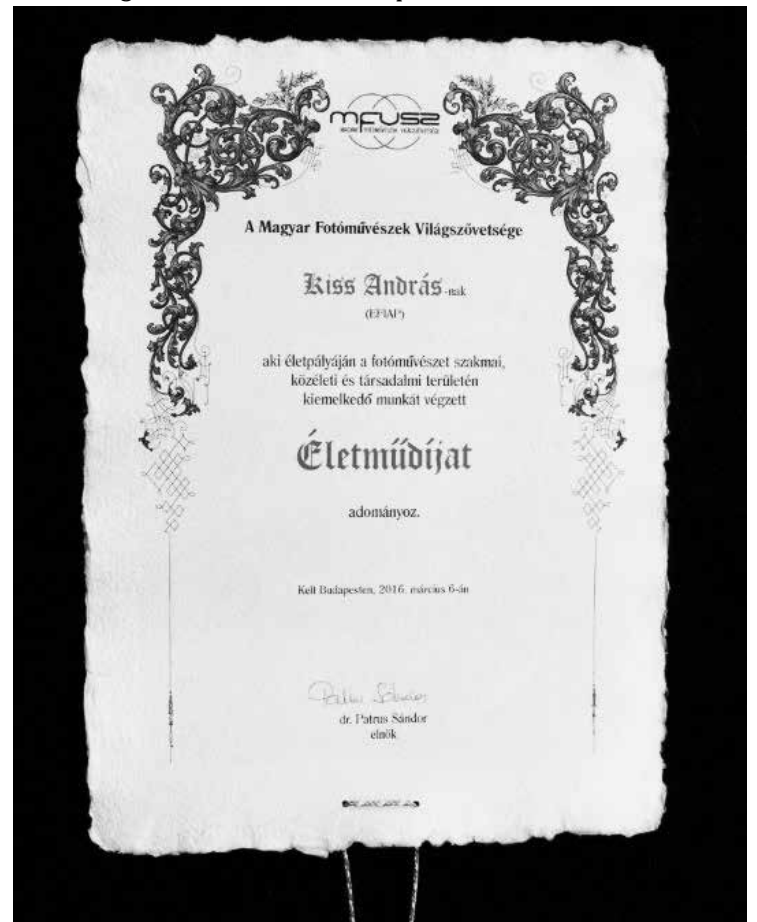 mfusz
A Magyar Fotóművészek Világszövetsége
Kiss András-nak
(EFIAP)
aki életpályáján a fotóművészet szakmai,
közéleti és társadalmi területén
kiemelkedő munkát végzett
Életműdíjat
adományoz.
Kelt Budapesten, 2016. március 6-án
dr. Patrus Sándor
elnök